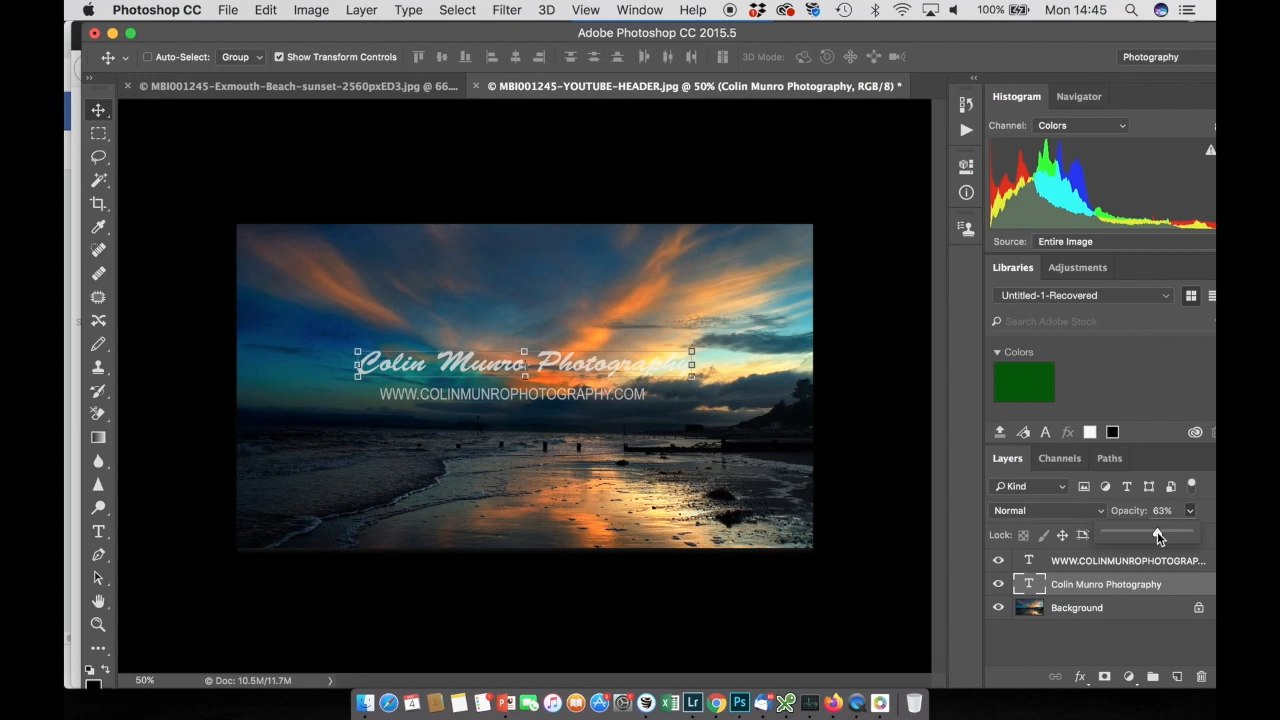 Photoshop CC File Edit Image Layer Type Select Filter 3D View Window Help 100% Mon 14:45
Adobe Photoshop CC 2015.5
Auto-Select: Group Show Transform Controls 3D Mode: Photography
× © MBI001245-Exmouth-Beach-sunset-2560pxED3.jpg @ 66.... × © MBI001245-YOUTUBE-HEADER.jpg @ 50% (Colin Munro Photography, RGB/8) *
Histogram Navigator
Channel: Colors
Source: Entire Image
Libraries Adjustments
Untitled-1-Recovered
Search Adobe Stock
Colors
Colin Munro Photography
WWW.COLINMUNROPHOTOGRAPHY.COM
Layers Channels Paths
Kind
Normal Opacity: 63%
Lock:
WWW.COLINMUNROPHOTOGRAP...
Colin Munro Photography
Background
50% © Doc: 10.5M/11.7M
4 Lr Ps